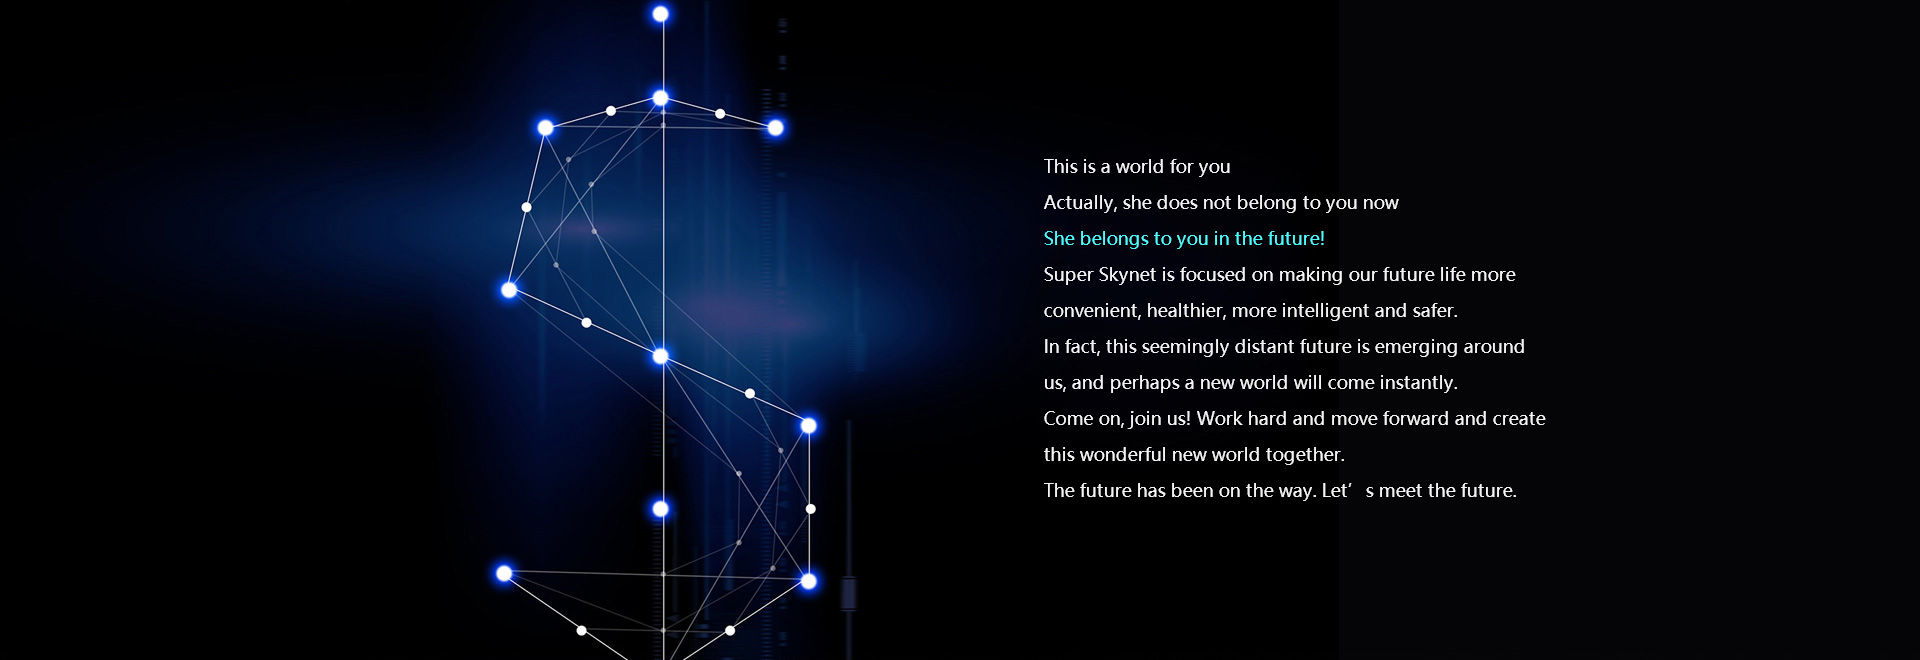 This is a world for you
Actually, she does not belong to you now
She belongs to you in the future!
Super Skynet is focused on making our future life more
convenient, healthier, more intelligent and safer.
In fact, this seemingly distant future is emerging around
us, and perhaps a new world will come instantly.
Come on, join us! Work hard and move forward and create
this wonderful new world together.
The future has been on the way. Let’ s meet the future.